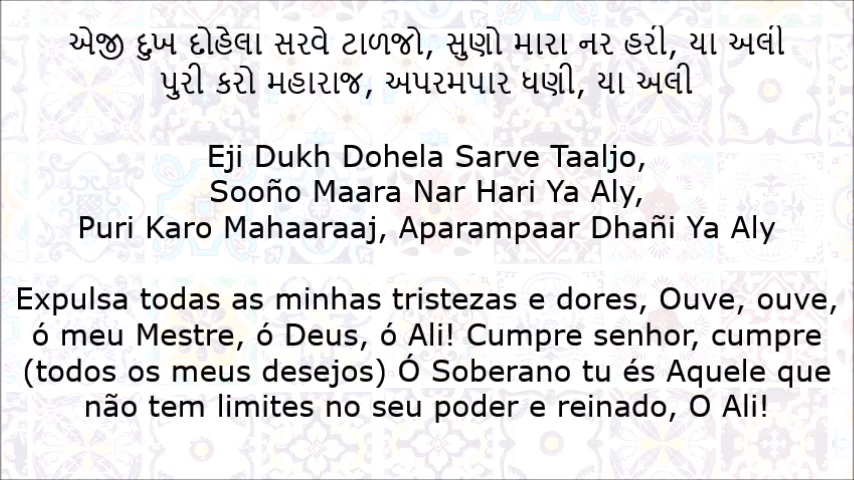 એજી દુખ દોહેલા સરવે ટાળજો, સુણો મારા નર હરી, યા અલી
પુરી કરો મહારાજ, અપરમપાર ધણી, યા અલી
Eji Dukh Dohela Sarve Taaljo,
Sooño Maara Nar Hari Ya Aly,
Puri Karo Mahaaraaj, Aparampaar Dhañi Ya Aly
Expulsa todas as minhas tristezas e dores, Ouve, ouve,
ó meu Mestre, ó Deus, ó Ali! Cumpre senhor, cumpre
(todos os meus desejos) Ó Soberano tu és Aquele que
não tem limites no seu poder e reinado, O Ali!